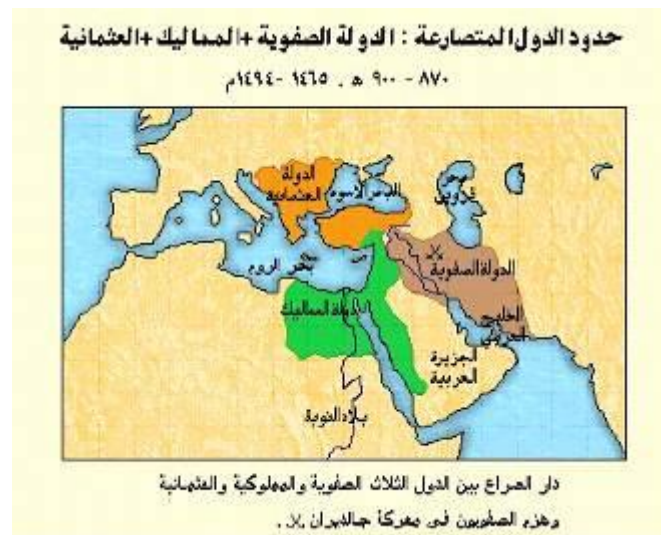 حدود الدول المتصارعة : الدولة الصفوية +المماليك +العثمانية
٨٧٠ - ٩٠٠ هـ . ١٤٦٥ -١٤٩٤م
الدولة
العثمانية
البحر الاسود
بحر
قزوين
الدولة الصفوية
بحر الروم
الخليج
العربي
دولة المماليك
الجزيرة
العربية
بلاد النوبة
دار الصراع بين الدول الثلاث الصفوية والمملوكية والعثمانية
وهزم الصفويون في معركة جالديران .X.